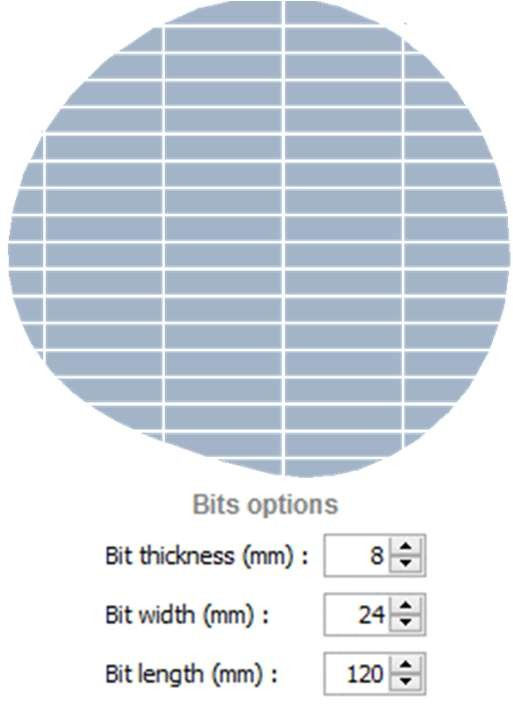 Bits options
Bit thickness (mm) : 8
Bit width (mm) : 24
Bit length (mm) : 120